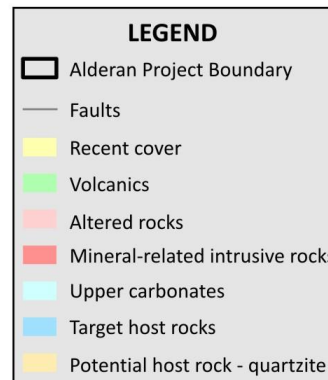 LEGEND
Alderan Project Boundary
Faults
Recent cover
Volcanics
Altered rocks
Mineral-related intrusive rocks
Upper carbonates
Target host rocks
Potential host rock - quartzite